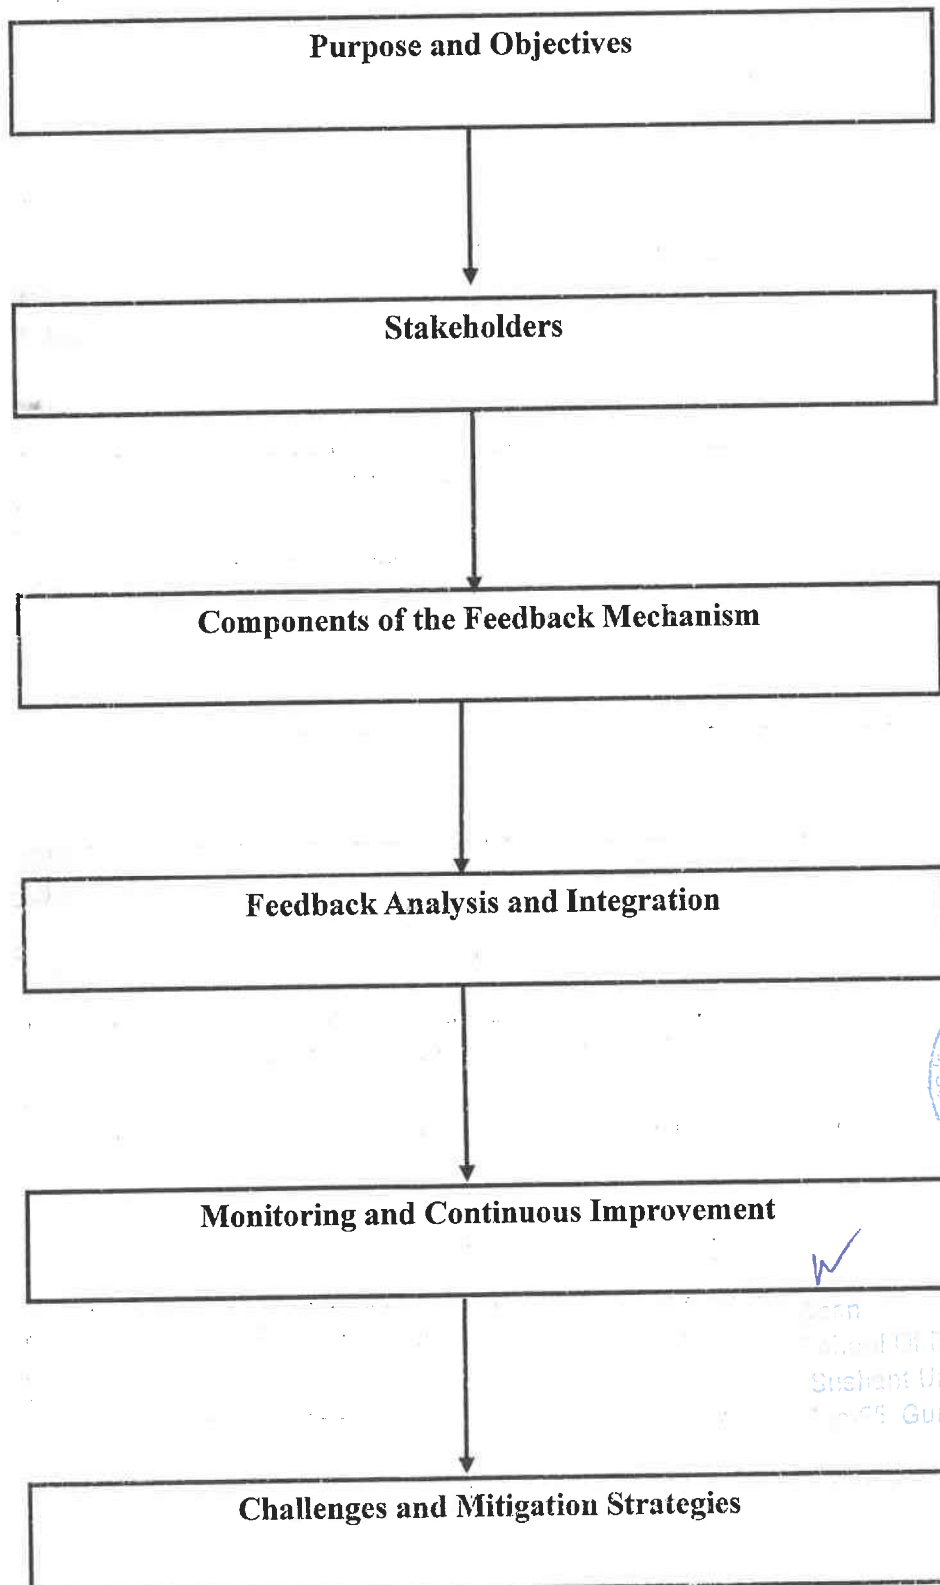 Purpose and Objectives
Stakeholders
Components of the Feedback Mechanism
Feedback Analysis and Integration
Monitoring and Continuous Improvement
Sushant
Challenges and Mitigation Strategies